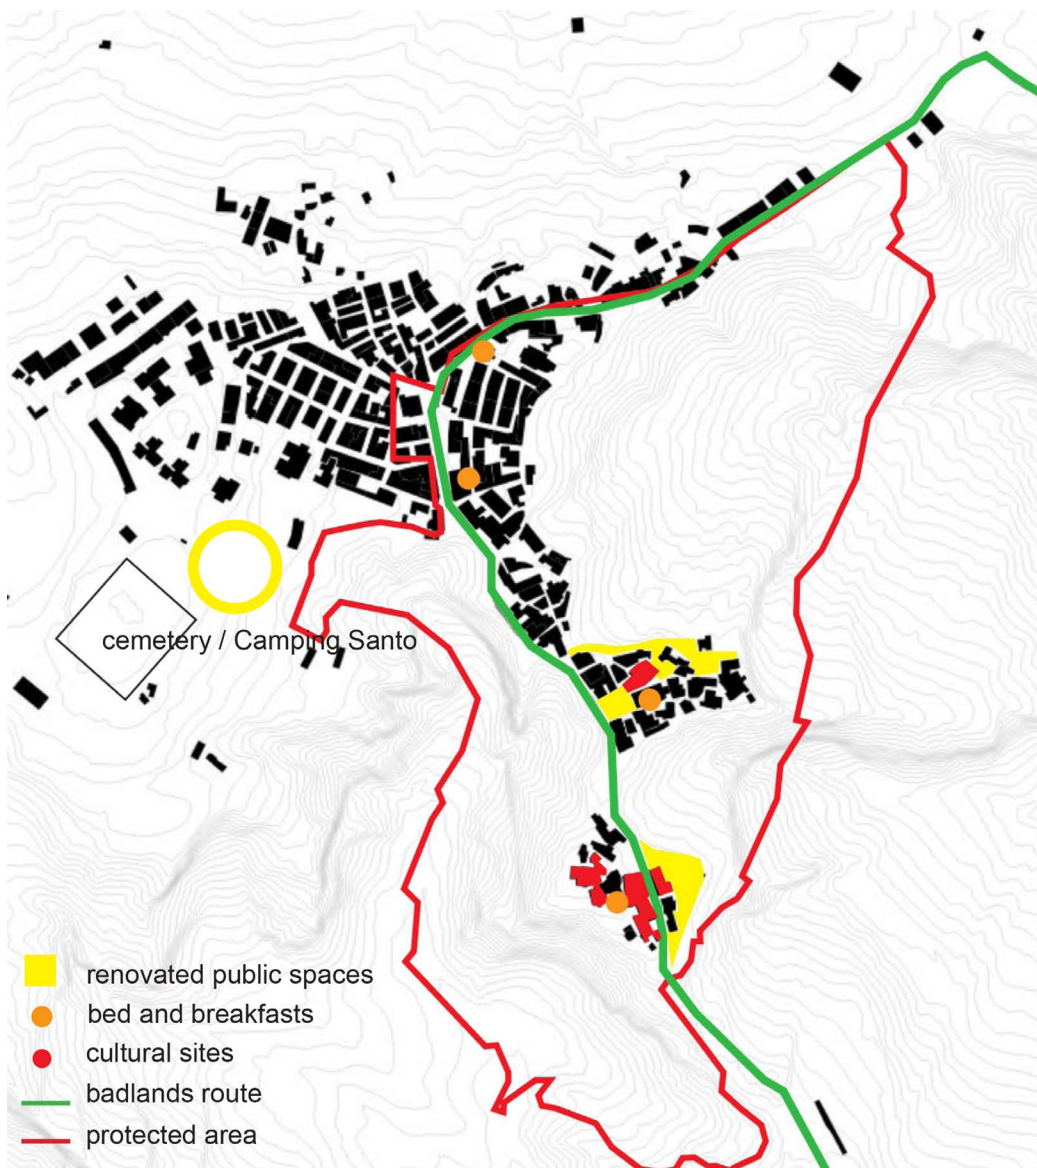 cemetery / Camping Santo
renovated public spaces
bed and breakfasts
cultural sites
badlands route
protected area